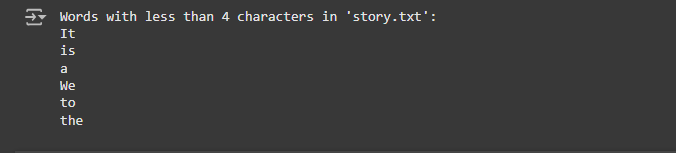 Words with less than 4 characters in 'story.txt':
It
is
a
We
to
the